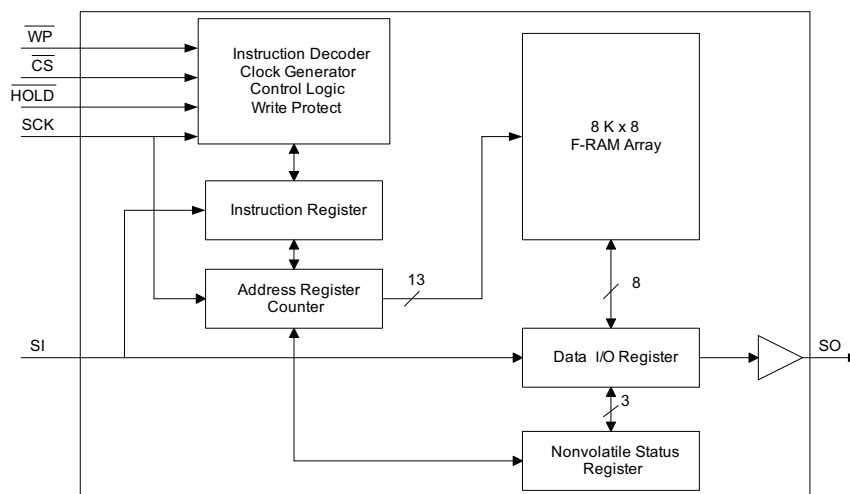 WP
CS
HOLD
SCK
Instruction Decoder
Clock Generator
Control Logic
Write Protect
8 K x 8
F-RAM Array
Instruction Register
Address Register
Counter
13
8
SI
Data I/O Register
SO
3
Nonvolatile Status
Register